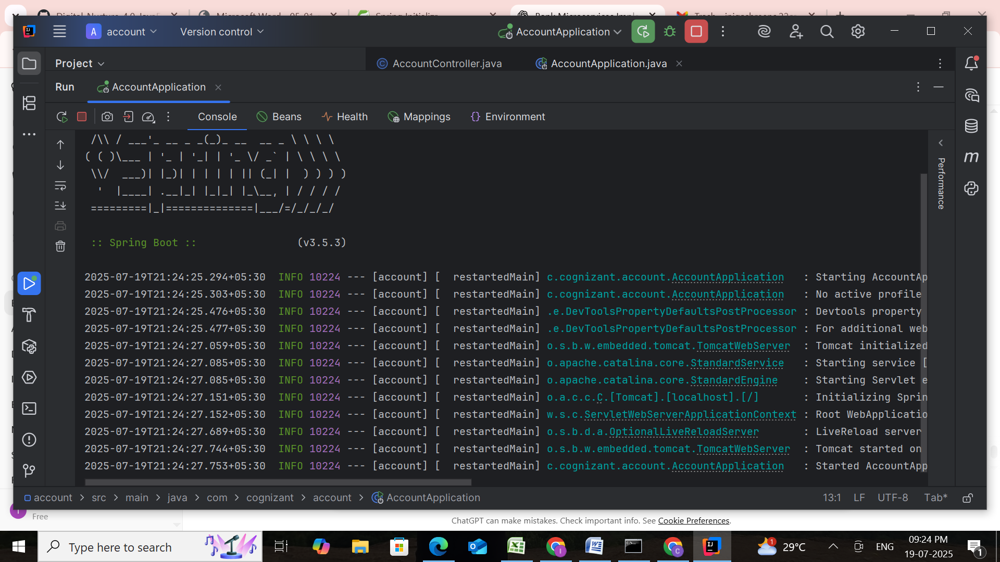 A account Version control AccountApplication
Project AccountController.java AccountApplication.java
Run AccountApplication
Console Beans Health Mappings Environment
/\\ / ___'_ __ _ _(_)_ __  __ _ \ \ \ \
( ( )\___ | '_ | '_| | '_ \/ _` | \ \ \ \
\\/  ___)| |_)| | | | | || (_| |  ) ) ) )
'  |____| .__|_| |_|_| |_\__, | / / / /
=========|_|==============|___/=/_/_/_/
:: Spring Boot :: (v3.5.3)
2025-07-19T21:24:25.294+05:30 INFO 10224 --- [account] [ restartedMain] c.cognizant.account.AccountApplication : Starting AccountAp
2025-07-19T21:24:25.303+05:30 INFO 10224 --- [account] [ restartedMain] c.cognizant.account.AccountApplication : No active profile
2025-07-19T21:24:25.476+05:30 INFO 10224 --- [account] [ restartedMain] .e.DevToolsPropertyDefaultsPostProcessor : Devtools property
2025-07-19T21:24:25.477+05:30 INFO 10224 --- [account] [ restartedMain] .e.DevToolsPropertyDefaultsPostProcessor : For additional web
2025-07-19T21:24:27.059+05:30 INFO 10224 --- [account] [ restartedMain] o.s.b.w.embedded.tomcat.TomcatWebServer : Tomcat initialized
2025-07-19T21:24:27.085+05:30 INFO 10224 --- [account] [ restartedMain] o.apache.catalina.core.StandardService : Starting service [
2025-07-19T21:24:27.085+05:30 INFO 10224 --- [account] [ restartedMain] o.apache.catalina.core.StandardEngine : Starting Servlet e
2025-07-19T21:24:27.151+05:30 INFO 10224 --- [account] [ restartedMain] o.a.c.c.C.[Tomcat].[localhost].[/] : Initializing Sprin
2025-07-19T21:24:27.152+05:30 INFO 10224 --- [account] [ restartedMain] w.s.c.ServletWebServerApplicationContext : Root WebApplicatio
2025-07-19T21:24:27.689+05:30 INFO 10224 --- [account] [ restartedMain] o.s.b.d.a.OptionalLiveReloadServer : LiveReload server
2025-07-19T21:24:27.744+05:30 INFO 10224 --- [account] [ restartedMain] o.s.b.w.embedded.tomcat.TomcatWebServer : Tomcat started on
2025-07-19T21:24:27.753+05:30 INFO 10224 --- [account] [ restartedMain] c.cognizant.account.AccountApplication : Started AccountApp
Performance
account > src > main > java > com > cognizant > account > AccountApplication 13:1 LF UTF-8 Tab*
Free
ChatGPT can make mistakes. Check important info. See Cookie Preferences.
Type here to search 1 29°C ENG 09:24 PM
19-07-2025 1